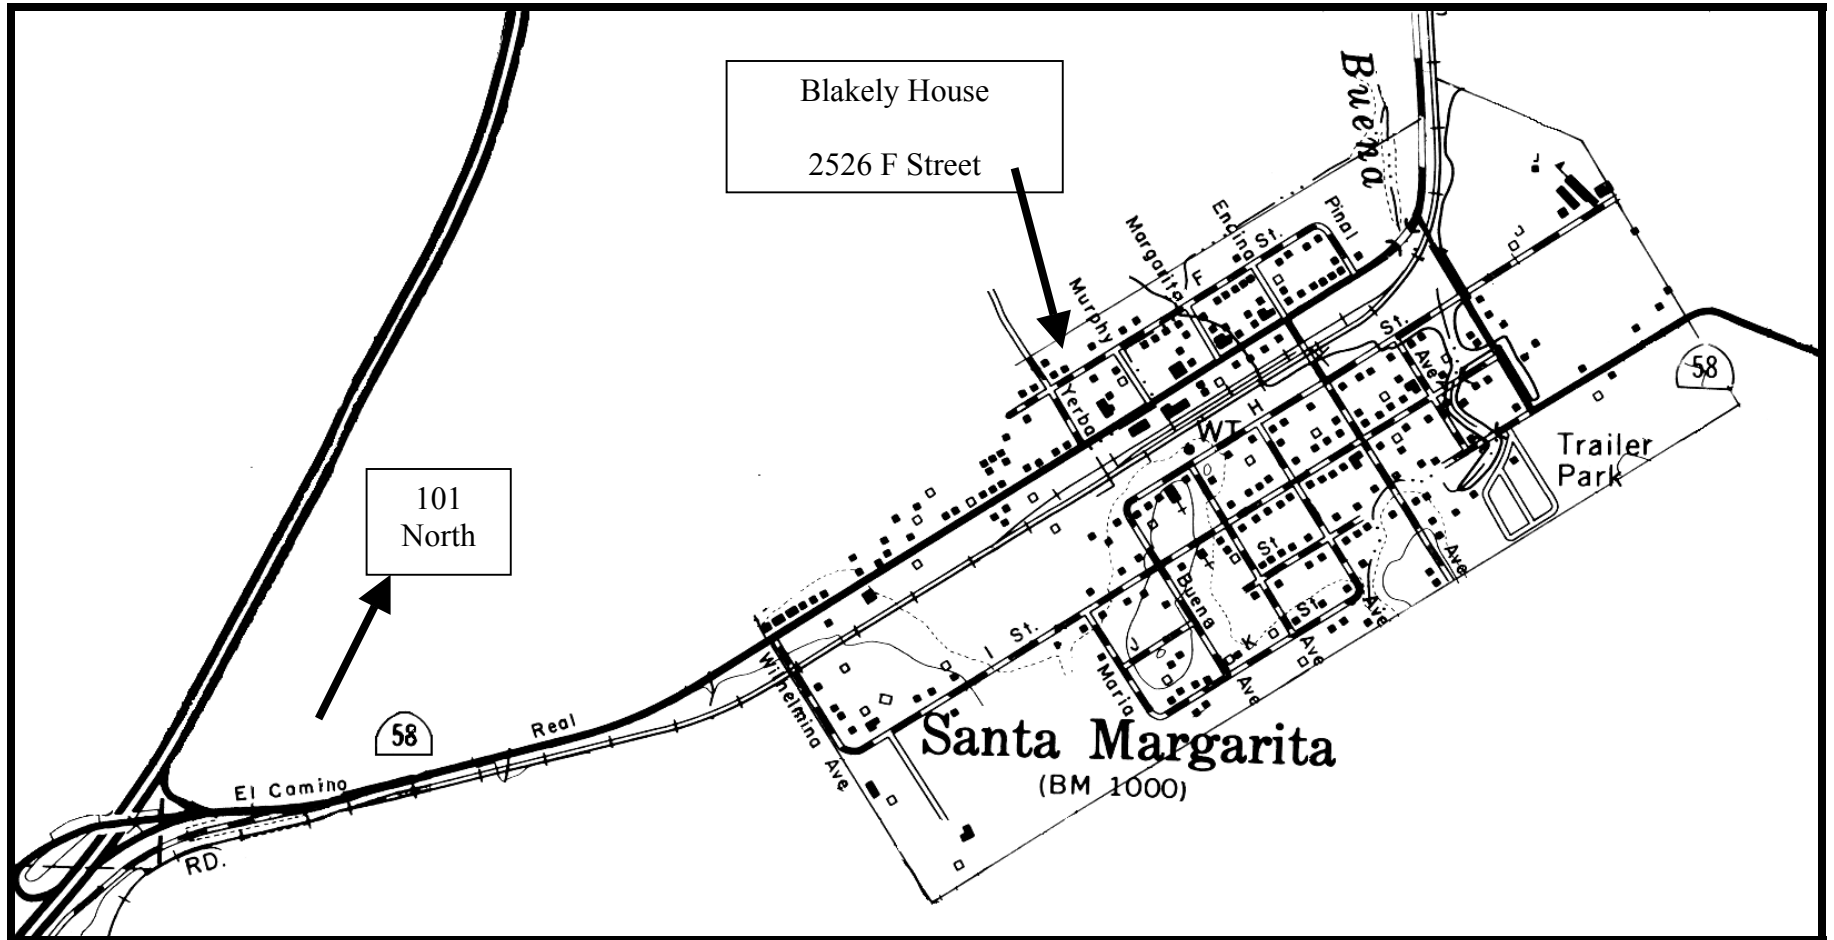 Blakely House
2526 F Street
Buena
Pinal
Encina
St.
Margarita
F
Murphy
St.
Ave
58
Yerba
H
WT
Trailer
Park
101
North
St
Ave
Buena
Ave
St
K
Ave
I
St.
J
Maria
Ave
Wilhelmina Ave
Santa Margarita
(BM 1000)
58
Real
El Camino
RD.